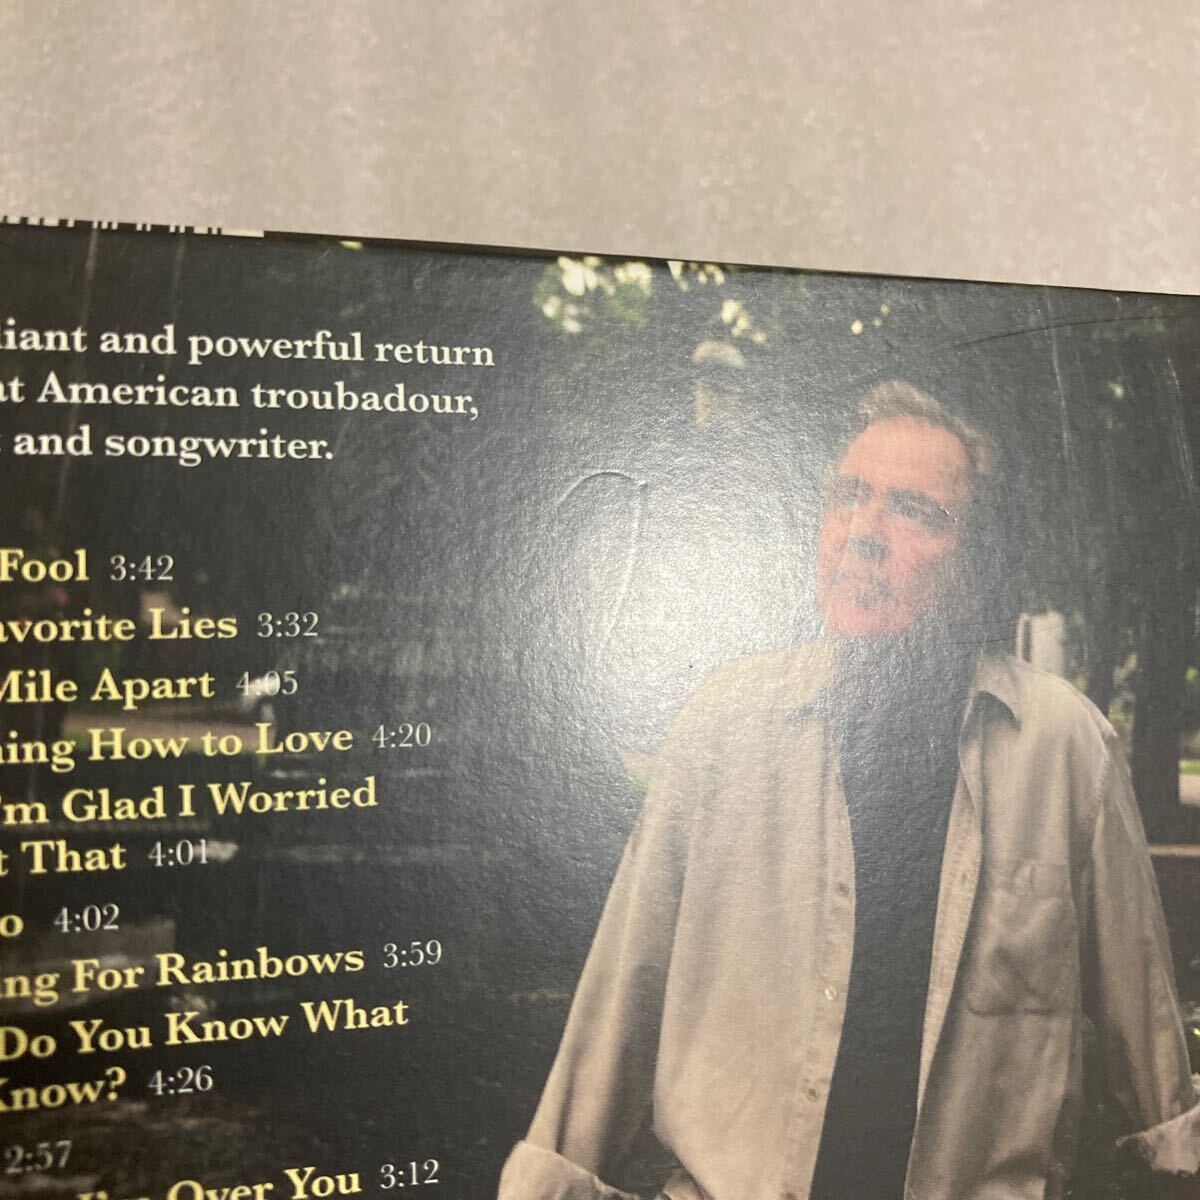 liant and powerful return
at American troubadour,
and songwriter.
Fool 3:42
avorite Lies 3:32
Mile Apart 4:05
ning How to Love 4:20
'm Glad I Worried
t That 4:01
o 4:02
ing For Rainbows 3:59
Do You Know What
Know? 4:26
2:57
I'm Over You 3:12